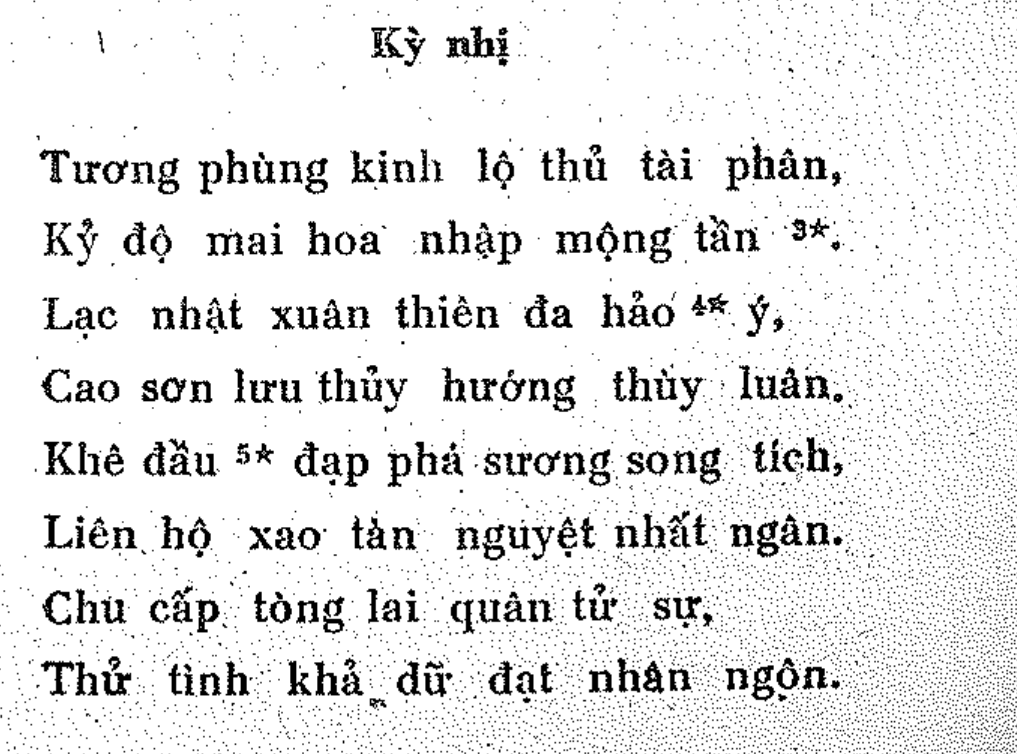 Kỳ nhị
Tương phùng kinh lộ thủ tài phân,
Kỷ độ mai hoa nhập mộng tần 3*.
Lạc nhật xuân thiên đa hảo 4* ý,
Cao sơn lưu thủy hướng thùy luân.
Khê đầu 5* đạp phá sương song tích,
Liên hộ xao tàn nguyệt nhất ngân.
Chu cấp tòng lai quân tử sự,
Thử tình khả dữ đạt nhân ngôn.